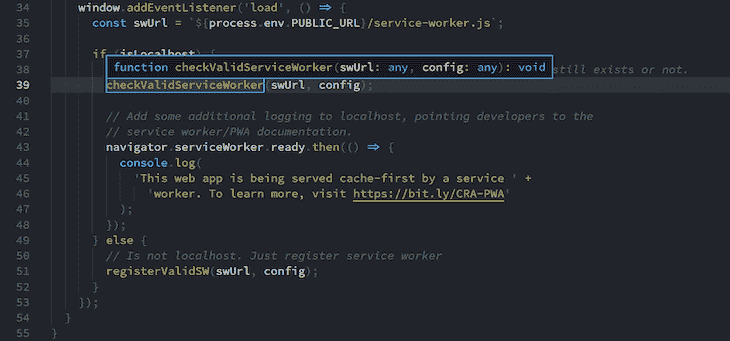 34 window.addEventListener('load', () => {
35 const swUrl = `${process.env.PUBLIC_URL}/service-worker.js`;
36
37 if (isLocalhost) {
function checkValidServiceWorker(swUrl: any, config: any): void
38 still exists or not.
39 checkValidServiceWorker(swUrl, config);
40
41 // Add some additional logging to localhost, pointing developers to the
42 // service worker/PWA documentation.
43 navigator.serviceWorker.ready.then(() => {
44 console.log(
45 'This web app is being served cache-first by a service ' +
46 'worker. To learn more, visit https://bit.ly/CRA-PWA'
47 );
48 });
49 } else {
50 // Is not localhost. Just register service worker
51 registerValidSW(swUrl, config);
52 }
53 });
54 }
55 }